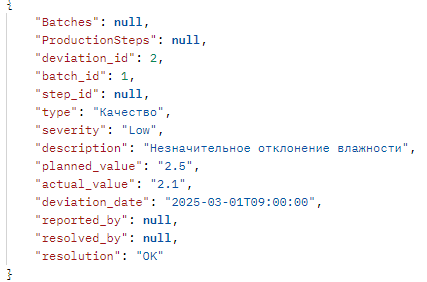 {
"Batches": null,
"ProductionSteps": null,
"deviation_id": 2,
"batch_id": 1,
"step_id": null,
"type": "Качество",
"severity": "Low",
"description": "Незначительное отклонение влажности",
"planned_value": "2.5",
"actual_value": "2.1",
"deviation_date": "2025-03-01T09:00:00",
"reported_by": null,
"resolved_by": null,
"resolution": "OK"
}